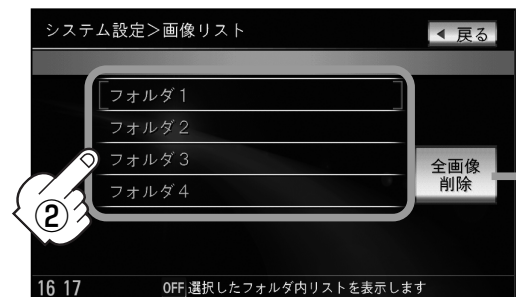 システム設定＞画像リスト
◀ 戻る
フォルダ１
フォルダ２
フォルダ３
フォルダ４
全画像
削除
②
16 17
OFF 選択したフォルダ内リストを表示します